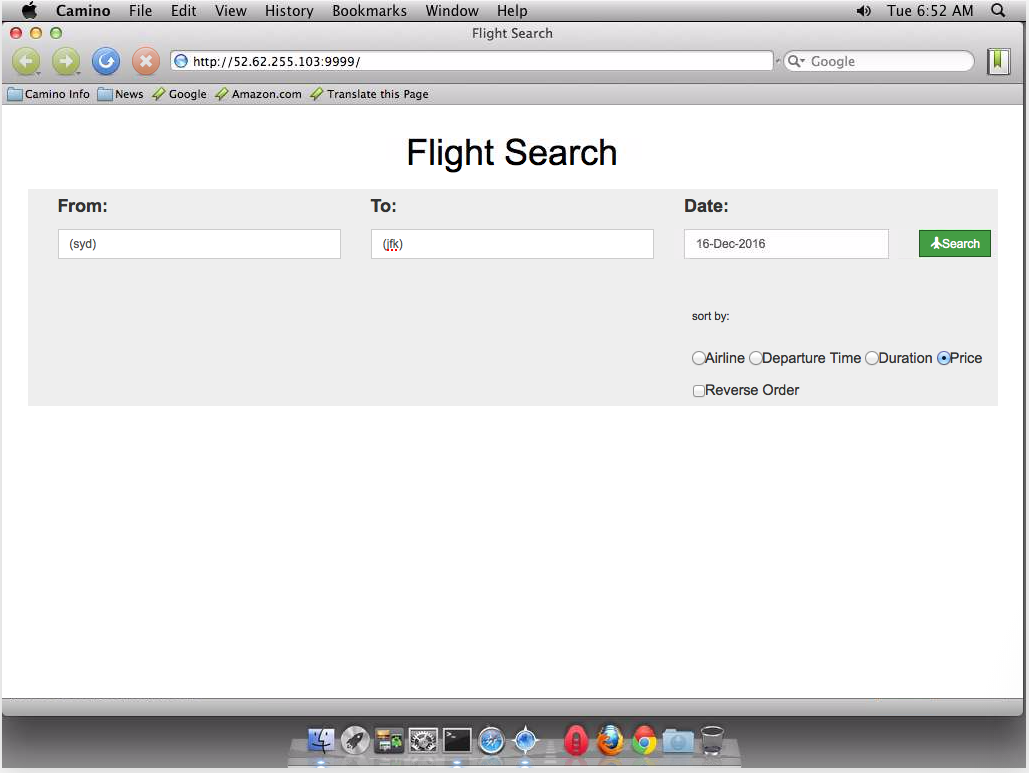 Camino File Edit View History Bookmarks Window Help Tue 6:52 AM
Flight Search
http://52.62.255.103:9999/ Google
Camino Info News Google Amazon.com Translate this Page
Flight Search
From: To: Date:
(syd) (jfk) 16-Dec-2016 Search
sort by:
Airline Departure Time Duration Price
Reverse Order